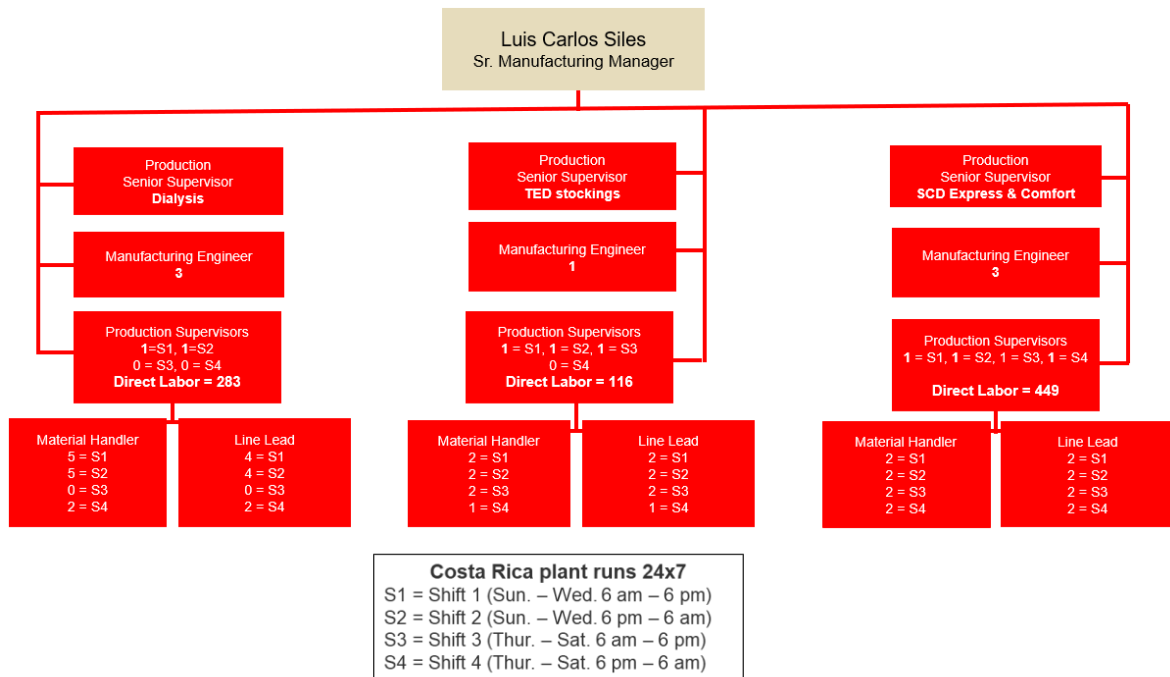 Luis Carlos Siles
Sr. Manufacturing Manager
Production
Senior Supervisor
Dialysis
Manufacturing Engineer
3
Production Supervisors
1=S1, 1=S2
0 = S3, 0 = S4
Direct Labor = 283
Material Handler
5 = S1
5 = S2
0 = S3
2 = S4
Line Lead
4 = S1
4 = S2
0 = S3
2 = S4
Production
Senior Supervisor
TED stockings
Manufacturing Engineer
1
Production Supervisors
1 = S1, 1 = S2, 1 = S3
0 = S4
Direct Labor = 116
Material Handler
2 = S1
2 = S2
2 = S3
1 = S4
Line Lead
2 = S1
2 = S2
2 = S3
1 = S4
Production
Senior Supervisor
SCD Express & Comfort
Manufacturing Engineer
3
Production Supervisors
1 = S1, 1 = S2, 1 = S3, 1 = S4
Direct Labor = 449
Material Handler
2 = S1
2 = S2
2 = S3
2 = S4
Line Lead
2 = S1
2 = S2
2 = S3
2 = S4
Costa Rica plant runs 24x7
S1 = Shift 1 (Sun. – Wed. 6 am – 6 pm)
S2 = Shift 2 (Sun. – Wed. 6 pm – 6 am)
S3 = Shift 3 (Thur. – Sat. 6 am – 6 pm)
S4 = Shift 4 (Thur. – Sat. 6 pm – 6 am)